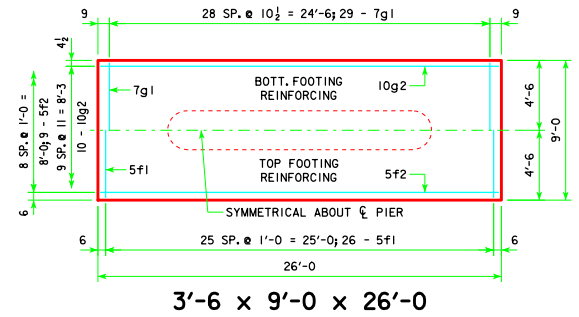 9
28 SP. @ 10½ = 24'-6; 29 - 7g1
9
4½
BOTT. FOOTING
REINFORCING
10g2
7g1
8 SP. @ 1'-0 =
8'-0; 9 - 5f2
9 SP. @ 11 = 8'-3
10 - 10g2
4'-6
9'-0
4'-6
5f1
TOP FOOTING
REINFORCING
5f2
6
SYMMETRICAL ABOUT ℄ PIER
6
25 SP. @ 1'-0 = 25'-0; 26 - 5f1
6
26'-0
3'-6 x 9'-0 x 26'-0